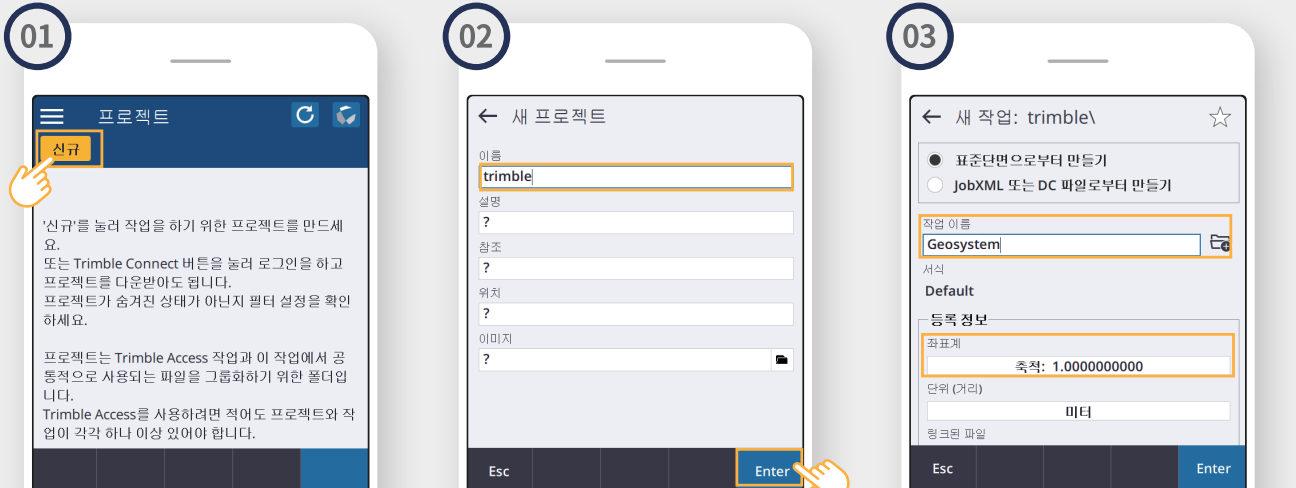 01
프로젝트
신규
'신규'를 눌러 작업을 하기 위한 프로젝트를 만드세
요.
또는 Trimble Connect 버튼을 눌러 로그인을 하고
프로젝트를 다운받아도 됩니다.
프로젝트가 숨겨진 상태가 아닌지 필터 설정을 확인
하세요.
프로젝트는 Trimble Access 작업과 이 작업에서 공
통적으로 사용되는 파일을 그룹화하기 위한 폴더입
니다.
Trimble Access를 사용하려면 적어도 프로젝트와 작
업이 각각 하나 이상 있어야 합니다.
02
새 프로젝트
이름
trimble
설명
?
참조
?
위치
?
이미지
?
Esc
Enter
03
새 작업: trimble\
표준단면으로부터 만들기
JobXML 또는 DC 파일로부터 만들기
작업 이름
Geosystem
서식
Default
등록 정보
좌표계
축척: 1.0000000000
단위 (거리)
미터
링크된 파일
Esc
Enter